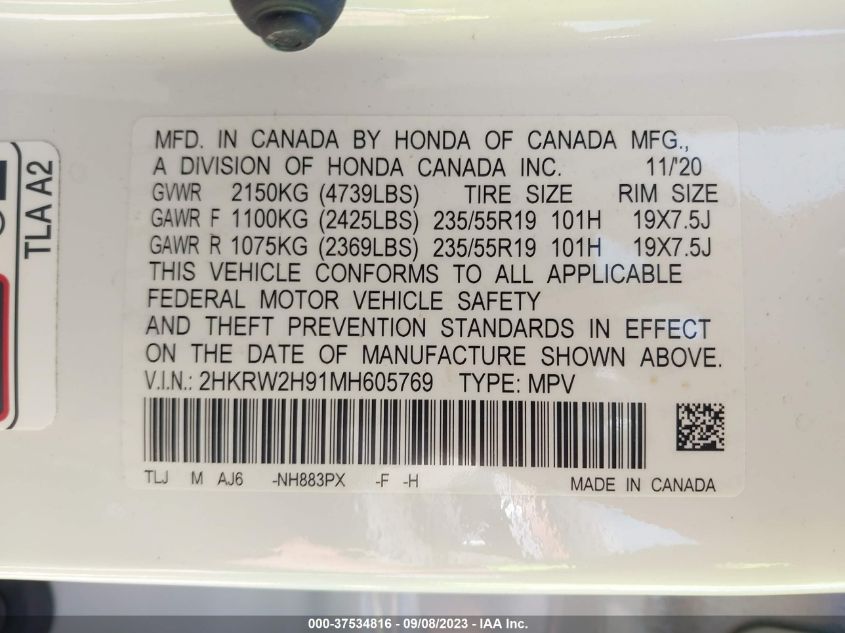 MFD. IN CANADA BY HONDA OF CANADA MFG.,
A DIVISION OF HONDA CANADA INC. 11/'20
GVWR 2150KG (4739LBS) TIRE SIZE RIM SIZE
GAWR F 1100KG (2425LBS) 235/55R19 101H 19X7.5J
GAWR R 1075KG (2369LBS) 235/55R19 101H 19X7.5J
THIS VEHICLE CONFORMS TO ALL APPLICABLE
FEDERAL MOTOR VEHICLE SAFETY
AND THEFT PREVENTION STANDARDS IN EFFECT
ON THE DATE OF MANUFACTURE SHOWN ABOVE.
V.I.N.: 2HKRW2H91MH605769 TYPE: MPV
TLJ M AJ6 -NH883PX -F -H MADE IN CANADA
TLA A2
000-37534816 - 09/08/2023 - IAA Inc.